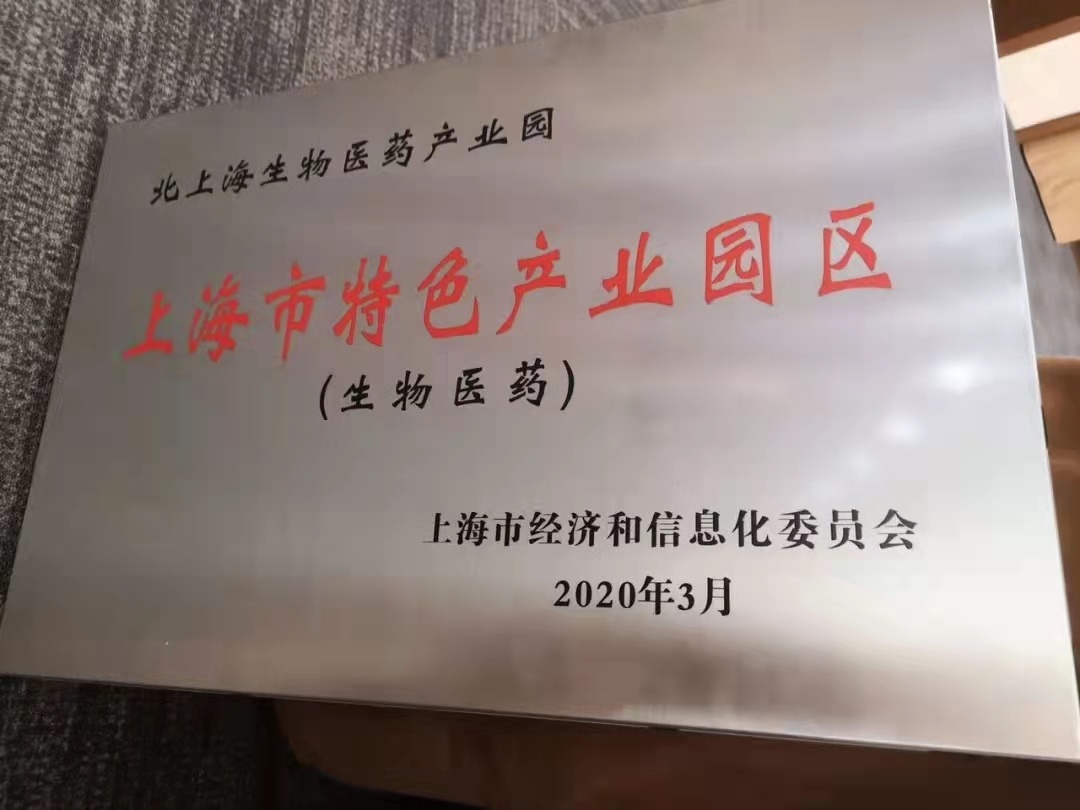 北上海生物医药产业园
上海市特色产业园区
(生物医药)
上海市经济和信息化委员会
2020年3月